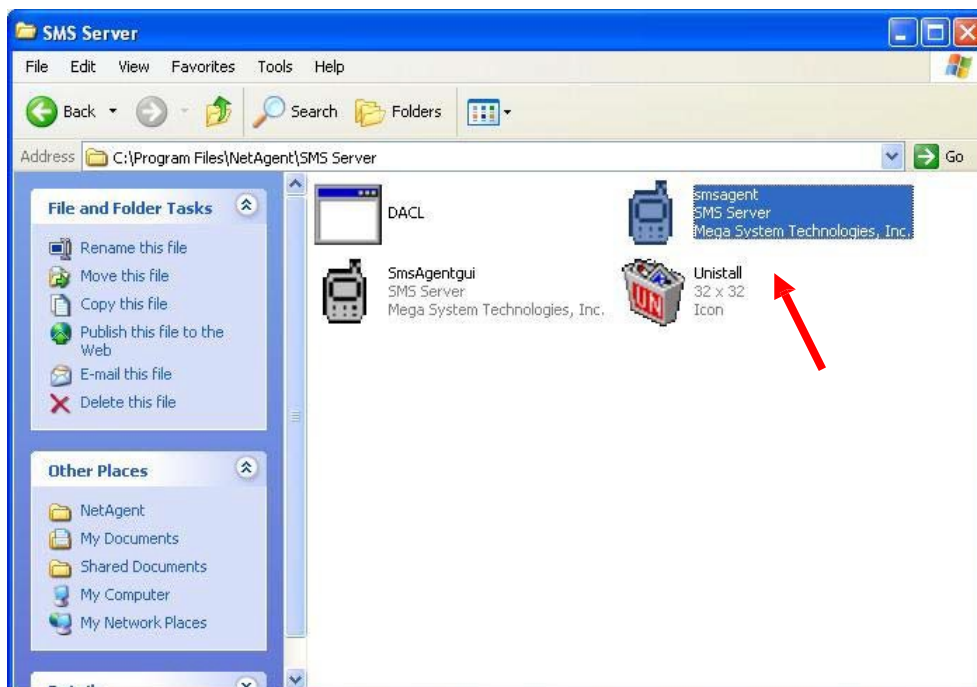 SMS Server
File Edit View Favorites Tools Help
Back Search Folders
Address C:\Program Files\NetAgent\SMS Server Go
File and Folder Tasks
Rename this file
Move this file
Copy this file
Publish this file to the
Web
E-mail this file
Delete this file
Other Places
NetAgent
My Documents
Shared Documents
My Computer
My Network Places
DACL
smsagent
SMS Server
Mega System Technologies, Inc.
SmsAgentgui
SMS Server
Mega System Technologies, Inc.
UN
Unistall
32 x 32
Icon